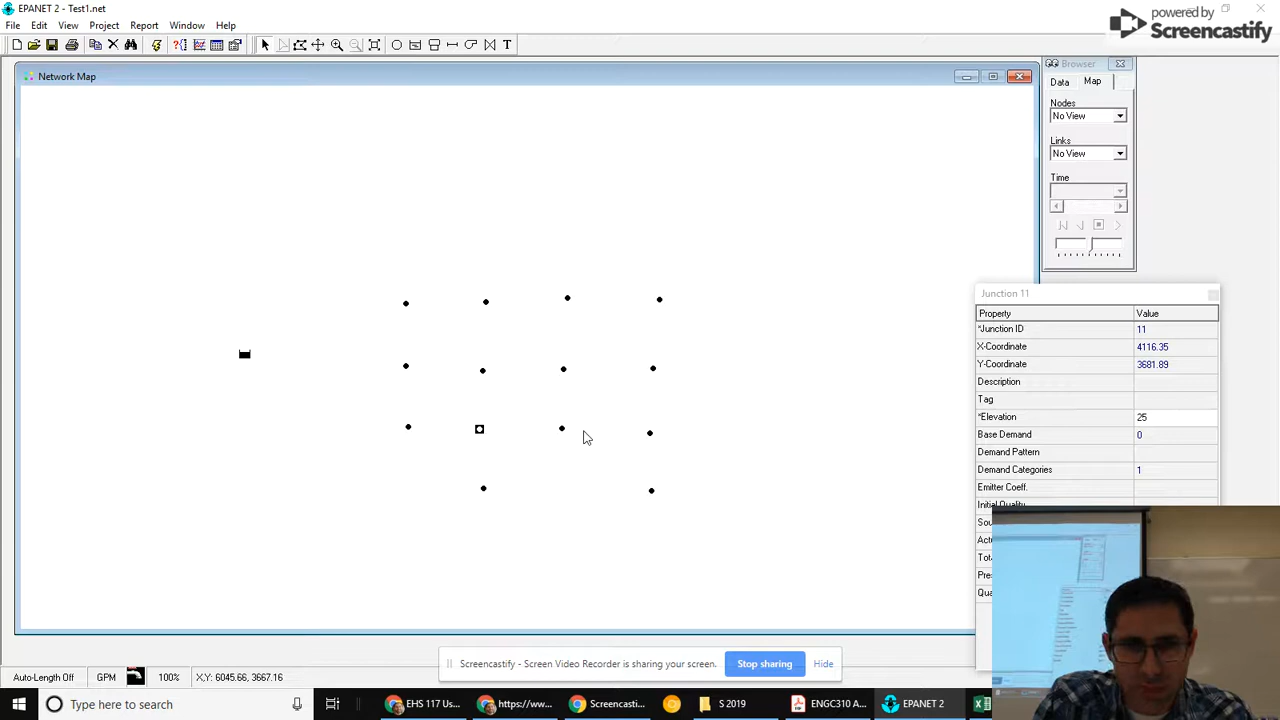 EPANET 2 - Test1.net
File Edit View Project Report Window Help
powered by
Screencastify
Network Map
Browser
Data Map
Nodes
No View
Links
No View
Time
Junction 11
Property Value
*Junction ID 11
X-Coordinate 4116.35
Y-Coordinate 3681.89
Description
Tag
*Elevation 25
Base Demand 0
Demand Pattern
Demand Categories 1
Emitter Coeff.
Initial Quality
Screencastify - Screen Video Recorder is sharing your screen. Stop sharing Hide
Auto-Length Off GPM 100% X,Y: 6045.66, 3667.16
Type here to search
EHS 117 Us... https://ww... Screencasti... S 2019 ENGC310 A... EPANET 2